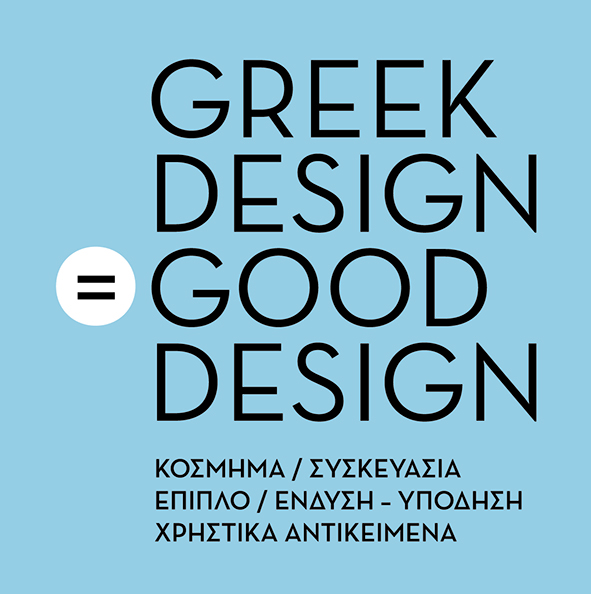 GREEK
DESIGN
= GOOD
DESIGN
ΚΟΣΜΗΜΑ / ΣΥΣΚΕΥΑΣΙΑ
ΕΠΙΠΛΟ / ΕΝΔΥΣΗ – ΥΠΟΔΗΣΗ
ΧΡΗΣΤΙΚΑ ΑΝΤΙΚΕΙΜΕΝΑ